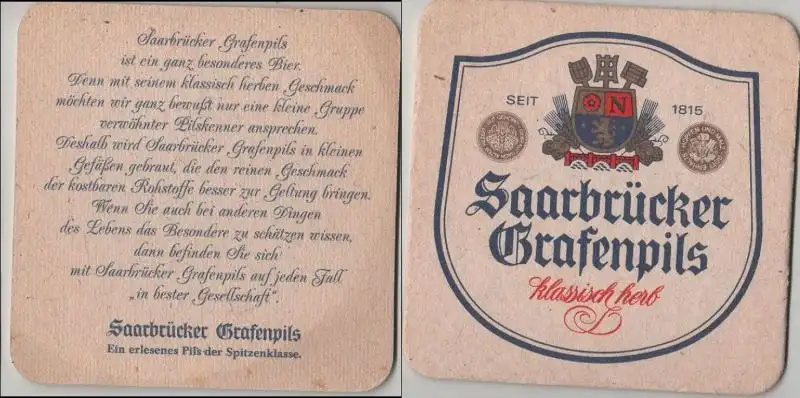 Saarbrücker Grafenpils
ist ein ganz besonderes Bier.
Denn mit seinem klassisch herben Geschmack
möchten wir ganz bewußt nur eine kleine Gruppe
verwöhnter Pilskenner ansprechen.
Deshalb wird Saarbrücker Grafenpils in kleinen
Gefäßen gebraut, die den reinen Geschmack
der kostbaren Rohstoffe besser zur Geltung bringen.
Wenn Sie auch bei anderen Dingen
des Lebens das Besondere zu schätzen wissen,
dann befinden Sie sich
mit Saarbrücker Grafenpils auf jeden Fall
„in bester Gesellschaft“.
Saarbrücker Grafenpils
Ein erlesenes Pils der Spitzenklasse.
SEIT 1815
N
Saarbrücker
Grafenpils
klassisch herb